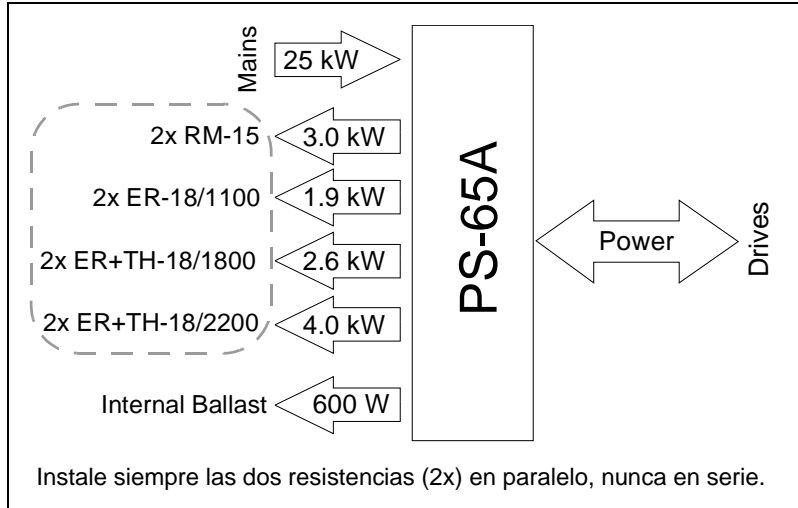 Mains
25 kW
2x RM-15
3.0 kW
2x ER-18/1100
1.9 kW
2x ER+TH-18/1800
2.6 kW
2x ER+TH-18/2200
4.0 kW
Internal Ballast
600 W
PS-65A
Power
Drives
Instale siempre las dos resistencias (2x) en paralelo, nunca en serie.